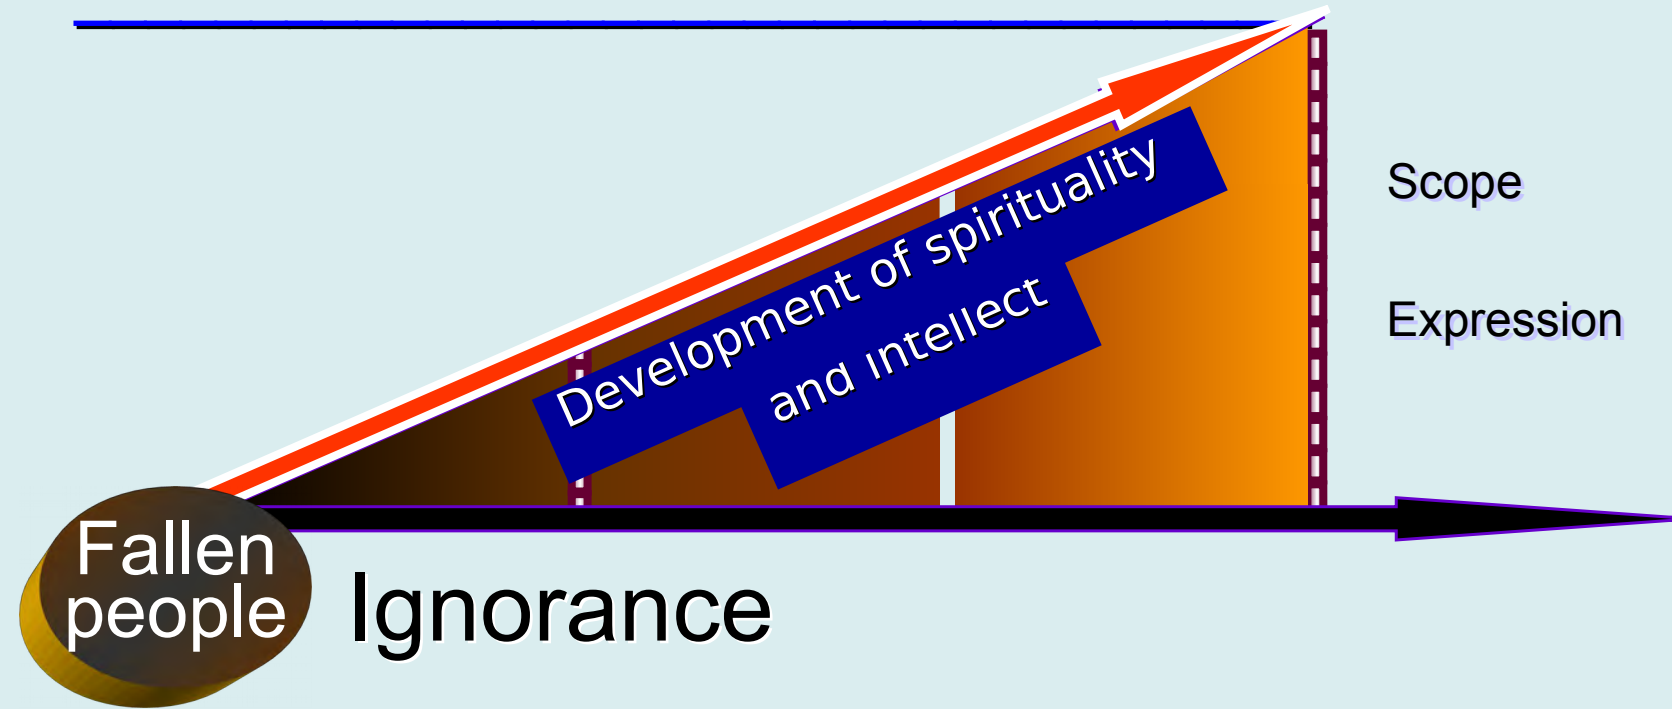 Development of spirituality
and intellect
Scope
Expression
Fallen
people
Ignorance